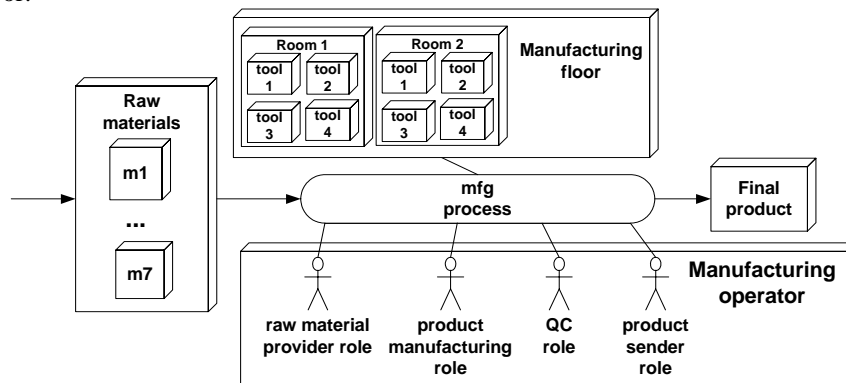 or.
Room 1
Room 2
Manufacturing
floor
tool
1
tool
2
tool
1
tool
2
tool
3
tool
4
tool
3
tool
4
Raw
materials
m1
...
m7
mfg
process
Final
product
Manufacturing
operator
raw material
provider role
product
manufacturing
role
QC
role
product
sender
role